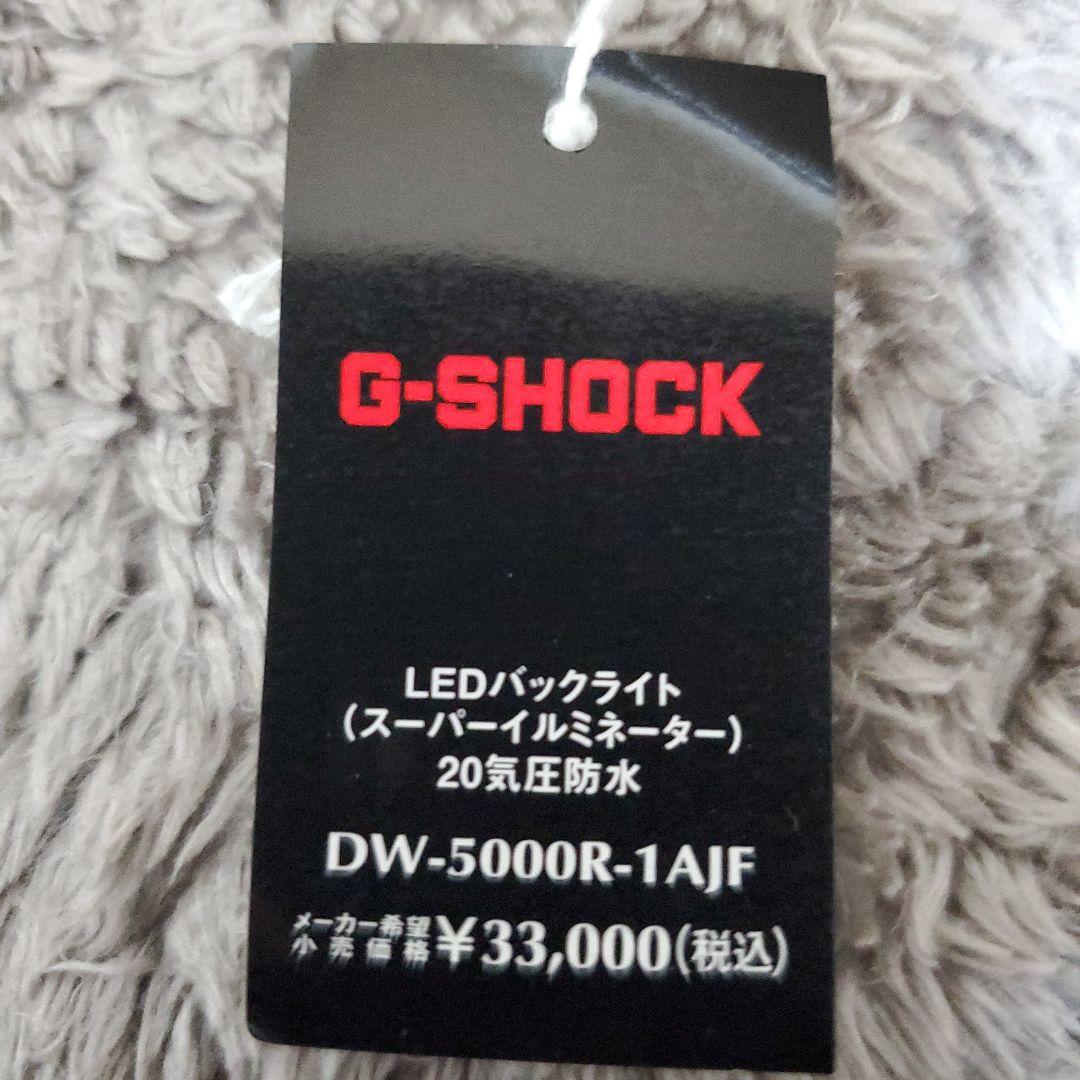 G-SHOCK
LEDバックライト
(スーパーイルミネーター)
20気圧防水
DW-5000R-1AJF
メーカー希望
小売価格 ¥33,000(税込)